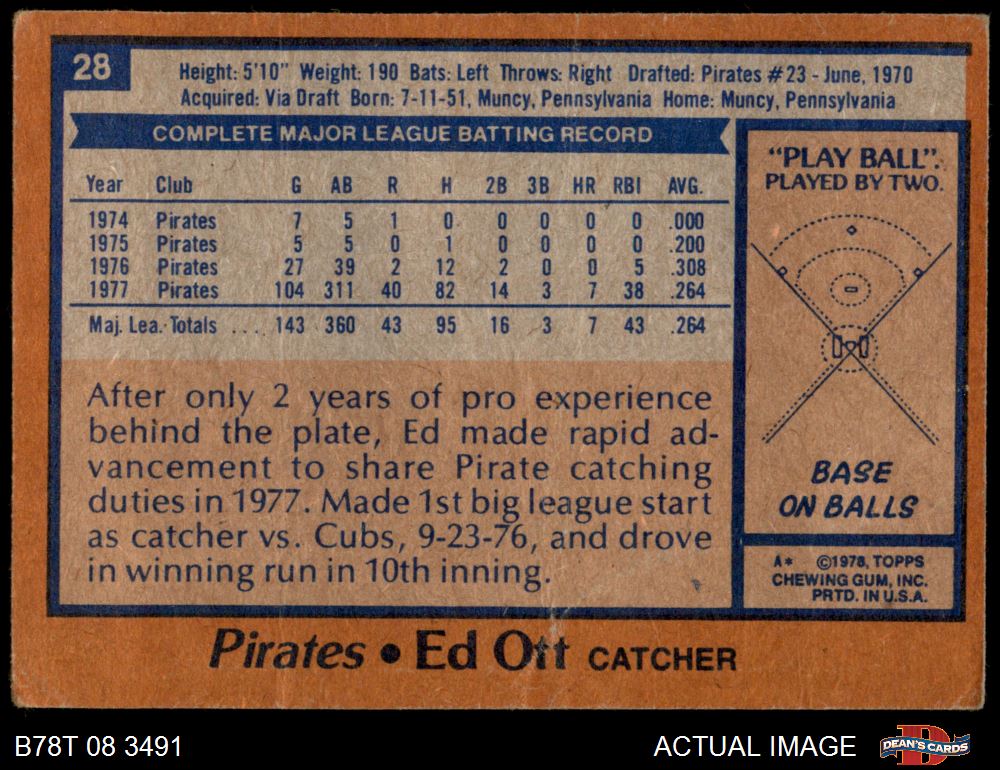 28
Height: 5'10" Weight: 190 Bats: Left Throws: Right Drafted: Pirates #23 - June, 1970
Acquired: Via Draft Born: 7-11-51, Muncy, Pennsylvania Home: Muncy, Pennsylvania
COMPLETE MAJOR LEAGUE BATTING RECORD
Year Club G AB R H 2B 3B HR RBI AVG.
1974 Pirates 7 5 1 0 0 0 0 0 .000
1975 Pirates 5 5 0 1 0 0 0 0 .200
1976 Pirates 27 39 2 12 2 0 0 5 .308
1977 Pirates 104 311 40 82 14 3 7 38 .264
Maj. Lea. Totals ... 143 360 43 95 16 3 7 43 .264
After only 2 years of pro experience
behind the plate, Ed made rapid ad-
vancement to share Pirate catching
duties in 1977. Made 1st big league start
as catcher vs. Cubs, 9-23-76, and drove
in winning run in 10th inning.
"PLAY BALL".
PLAYED BY TWO.
BASE
ON BALLS
A* ©1978, TOPPS
CHEWING GUM, INC.
PRTD. IN U.S.A.
Pirates • Ed Ott CATCHER
B78T 08 3491
ACTUAL IMAGE
D
DEAN'S CARDS